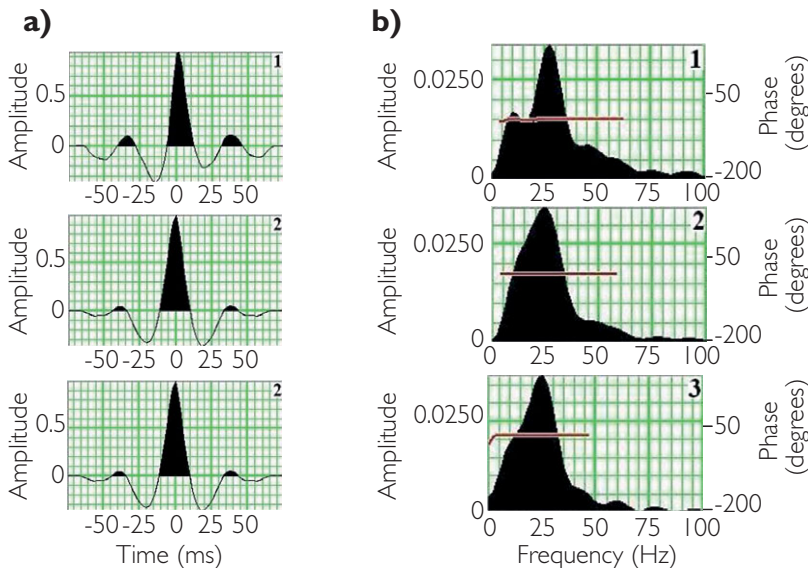 a)
Amplitude
0.5
0
1
-50 -25 0 25 50
Amplitude
0.5
0
2
-50 -25 0 25 50
Amplitude
0.5
0
2
-50 -25 0 25 50
Time (ms)
b)
Amplitude
0.0250
0
1
-50
-200
Phase
(degrees)
0 25 50 75 100
Amplitude
0.0250
0
2
-50
-200
Phase
(degrees)
0 25 50 75 100
Amplitude
0.0250
0
3
-50
-200
Phase
(degrees)
0 25 50 75 100
Frequency (Hz)